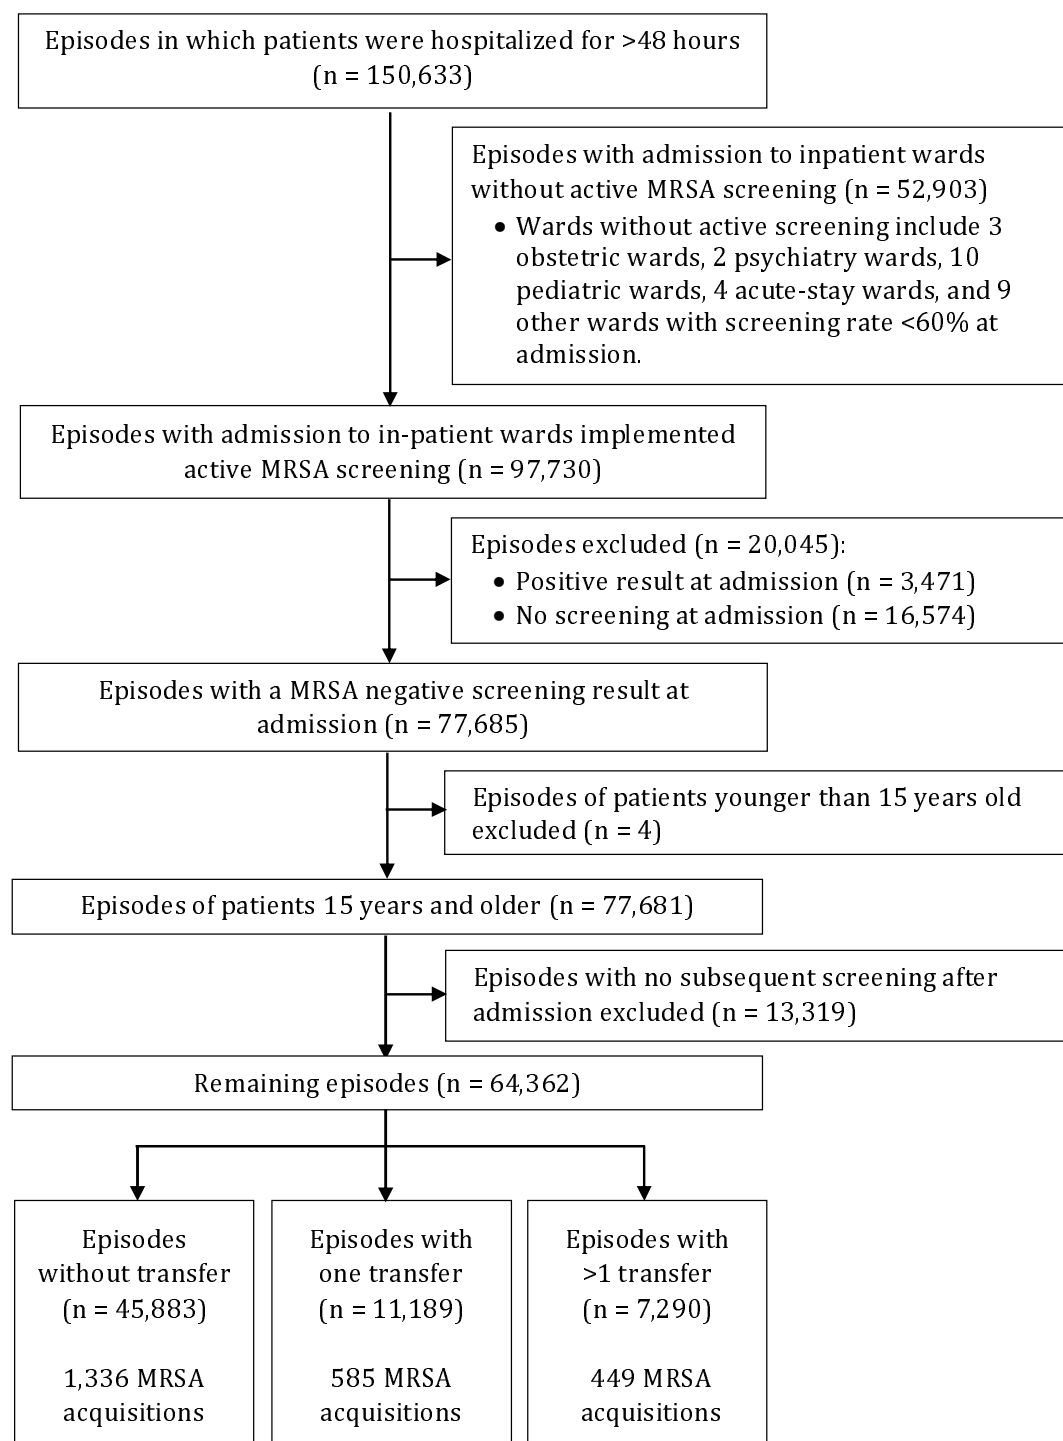 Episodes in which patients were hospitalized for >48 hours
(n = 150,633)
Episodes with admission to inpatient wards
without active MRSA screening (n = 52,903)
• Wards without active screening include 3
obstetric wards, 2 psychiatry wards, 10
pediatric wards, 4 acute-stay wards, and 9
other wards with screening rate <60% at
admission.
Episodes with admission to in-patient wards implemented
active MRSA screening (n = 97,730)
Episodes excluded (n = 20,045):
• Positive result at admission (n = 3,471)
• No screening at admission (n = 16,574)
Episodes with a MRSA negative screening result at
admission (n = 77,685)
Episodes of patients younger than 15 years old
excluded (n = 4)
Episodes of patients 15 years and older (n = 77,681)
Episodes with no subsequent screening after
admission excluded (n = 13,319)
Remaining episodes (n = 64,362)
Episodes
without transfer
(n = 45,883)
1,336 MRSA
acquisitions
Episodes with
one transfer
(n = 11,189)
585 MRSA
acquisitions
Episodes with
>1 transfer
(n = 7,290)
449 MRSA
acquisitions